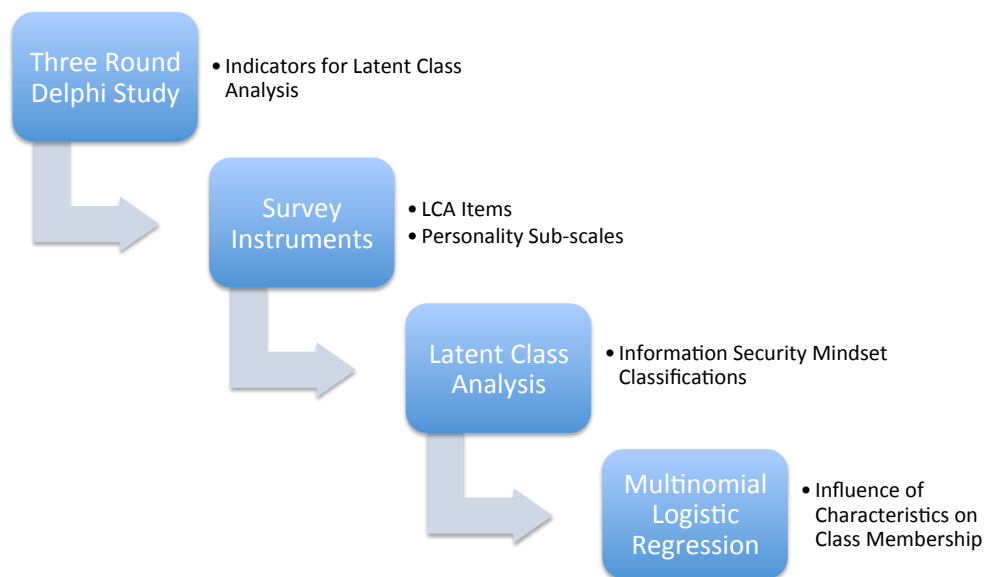 Three Round
Delphi Study
• Indicators for Latent Class
Analysis
Survey
Instruments
• LCA Items
• Personality Sub-scales
Latent Class
Analysis
• Information Security Mindset
Classifications
Multinomial
Logistic
Regression
• Influence of
Characteristics on
Class Membership